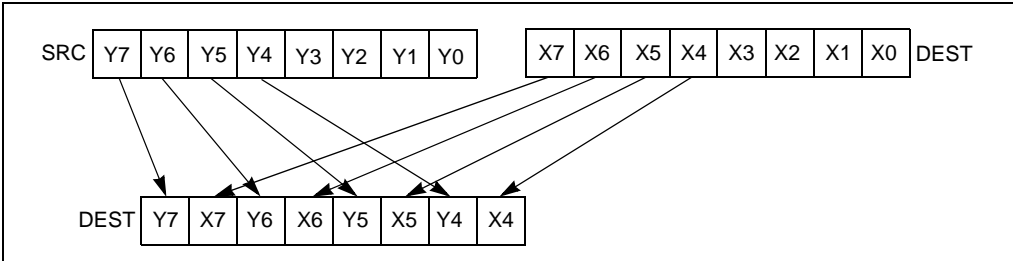 SRC Y7 Y6 Y5 Y4 Y3 Y2 Y1 Y0 X7 X6 X5 X4 X3 X2 X1 X0 DEST
DEST Y7 X7 Y6 X6 Y5 X5 Y4 X4